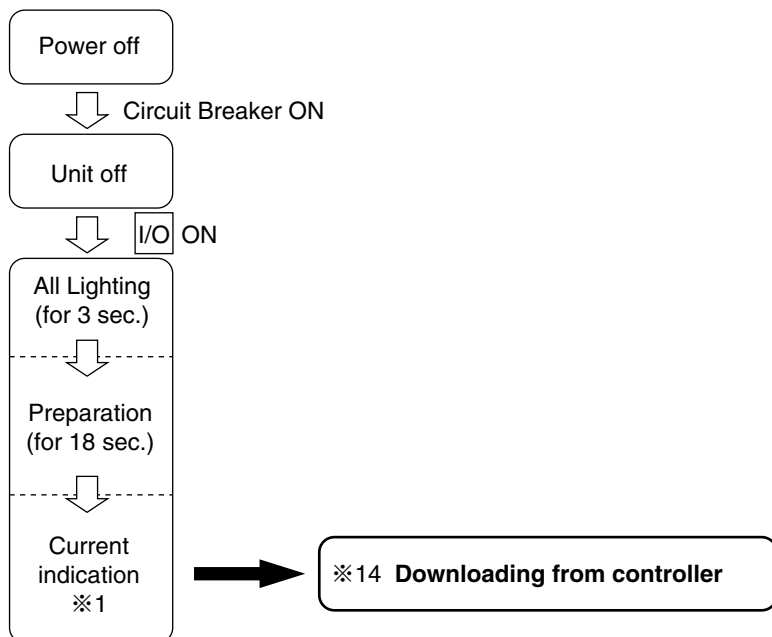 Power off
Circuit Breaker ON
Unit off
I/O ON
All Lighting
(for 3 sec.)
Preparation
(for 18 sec.)
Current
indication
※1
※14 Downloading from controller